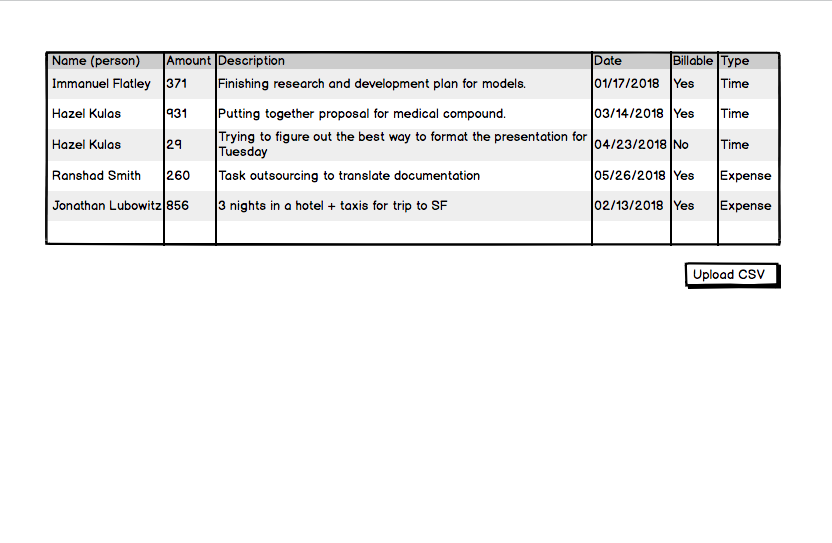 Name (person) Amount Description Date Billable Type
Immanuel Flatley 371 Finishing research and development plan for models. 01/17/2018 Yes Time
Hazel Kulas 931 Putting together proposal for medical compound. 03/14/2018 Yes Time
Hazel Kulas 29 Trying to figure out the best way to format the presentation for
Tuesday 04/23/2018 No Time
Ranshad Smith 260 Task outsourcing to translate documentation 05/26/2018 Yes Expense
Jonathan Lubowitz 856 3 nights in a hotel + taxis for trip to SF 02/13/2018 Yes Expense
Upload CSV